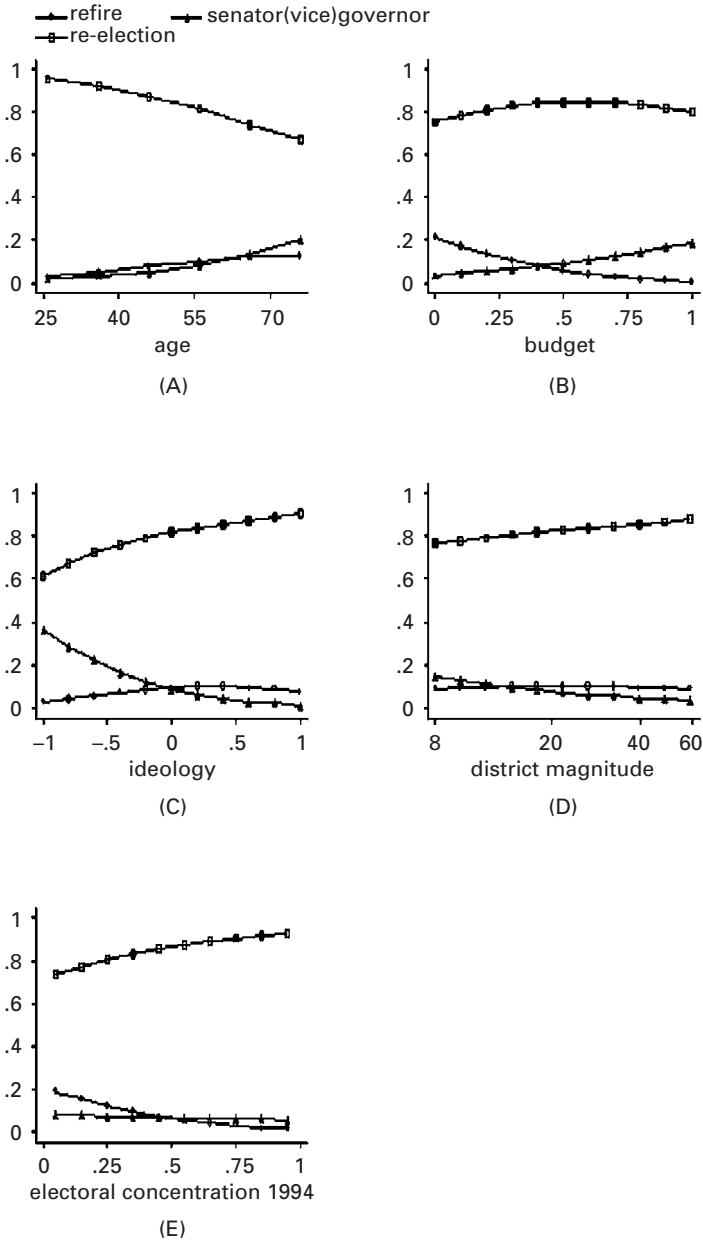 refire senator(vice)governor
re-election
1 1
.8 .8
.6 .6
.4 .4
.2 .2
0 0
25 40 55 70 0 .25 .5 .75 1
age budget
(A) (B)
1 1
.8 .8
.6 .6
.4 .4
.2 .2
0 0
−1 −.5 0 .5 1 8 20 40 60
ideology district magnitude
(C) (D)
1
.8
.6
.4
.2
0
0 .25 .5 .75 1
electoral concentration 1994
(E)